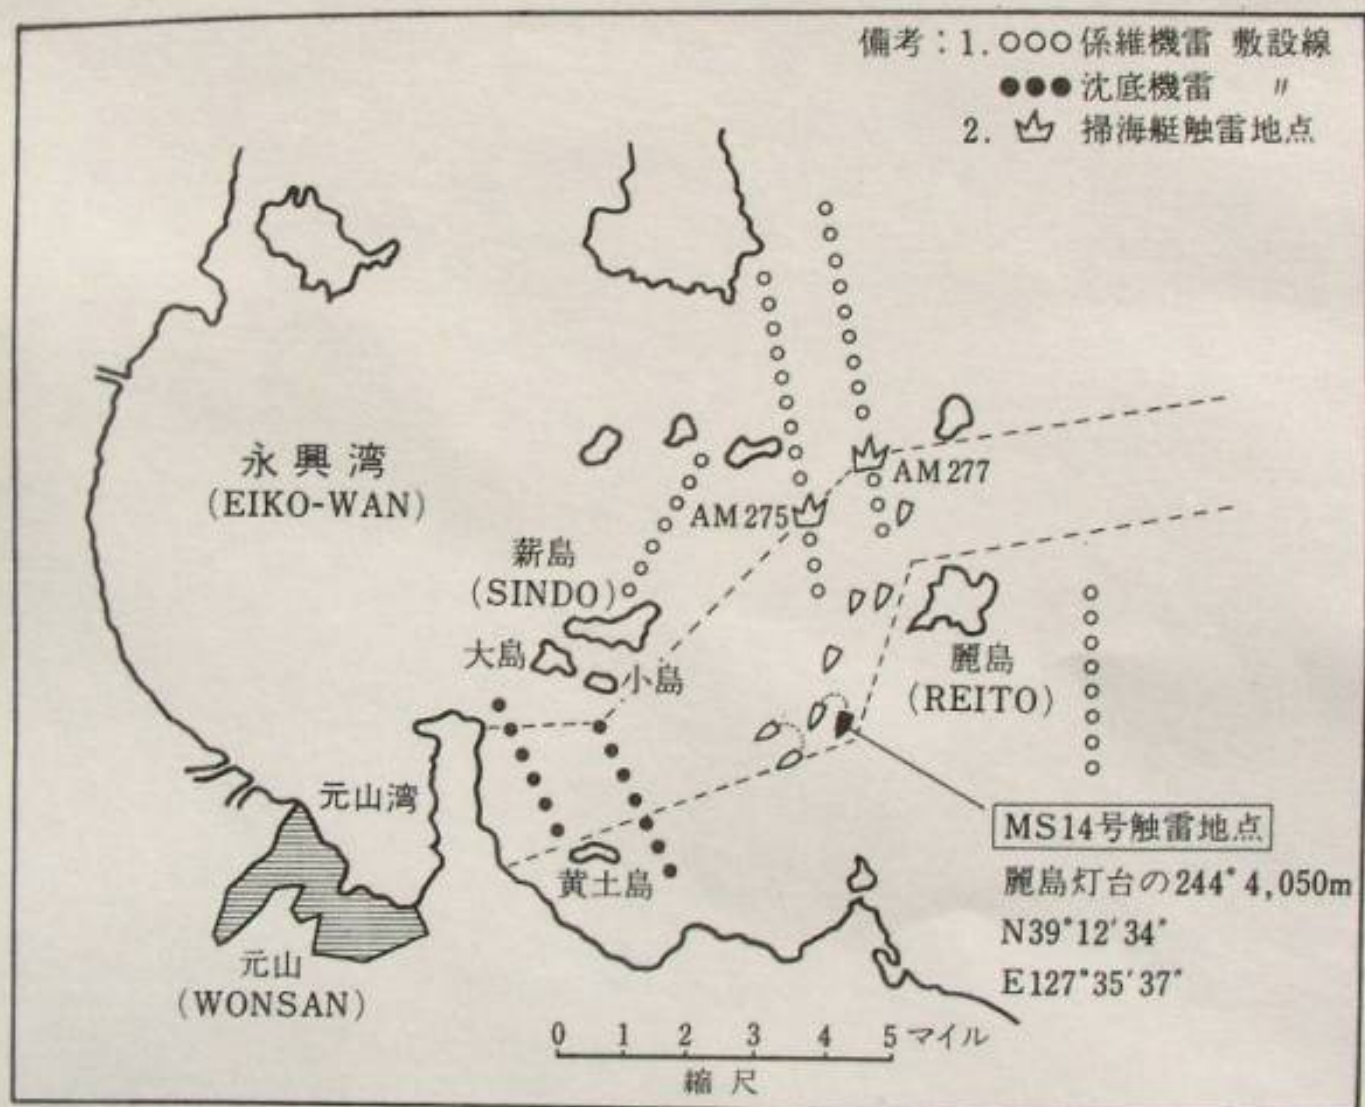 備考：1. ○○○ 係維機雷 敷設線
●●● 沈底機雷 〃
2. 掃海艇触雷地点
永興湾
(EIKO-WAN)
AM277
AM275
薪島
(SINDO)
大島
小島
麗島
(REITO)
元山湾
MS14号触雷地点
麗島灯台の244°4,050m
N39°12′34″
E127°35′37″
黄土島
元山
(WONSAN)
0 1 2 3 4 5 マイル
縮尺